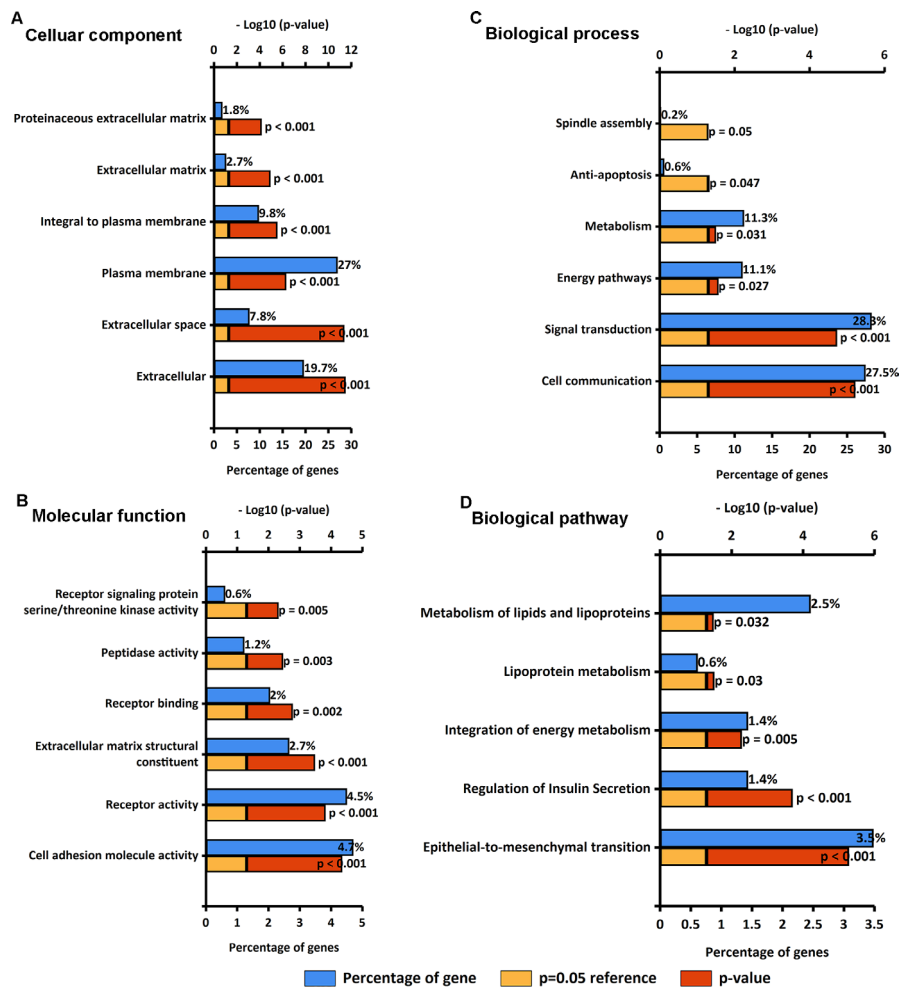 A
Celluar component
- Log10 (p-value)
0 2 4 6 8 10 12
Proteinaceous extracellular matrix
1.8%
p < 0.001
Extracellular matrix
2.7%
p < 0.001
Integral to plasma membrane
9.8%
p < 0.001
Plasma membrane
27%
p < 0.001
Extracellular space
7.8%
p < 0.001
Extracellular
19.7%
p < 0.001
0 5 10 15 20 25 30
Percentage of genes
C
Biological process
- Log10 (p-value)
0 2 4 6
Spindle assembly
0.2%
p = 0.05
Anti-apoptosis
0.6%
p = 0.047
Metabolism
11.3%
p = 0.031
Energy pathways
11.1%
p = 0.027
Signal transduction
28.3%
p < 0.001
Cell communication
27.5%
p < 0.001
0 5 10 15 20 25 30
Percentage of genes
B
Molecular function
- Log10 (p-value)
0 1 2 3 4 5
Receptor signaling protein
serine/threonine kinase activity
0.6%
p = 0.005
Peptidase activity
1.2%
p = 0.003
Receptor binding
2%
p = 0.002
Extracellular matrix structural
constituent
2.7%
p < 0.001
Receptor activity
4.5%
p < 0.001
Cell adhesion molecule activity
4.7%
p < 0.001
0 1 2 3 4 5
Percentage of genes
D
Biological pathway
- Log10 (p-value)
0 2 4 6
Metabolism of lipids and lipoproteins
2.5%
p = 0.032
Lipoprotein metabolism
0.6%
p = 0.03
Integration of energy metabolism
1.4%
p = 0.005
Regulation of Insulin Secretion
1.4%
p < 0.001
Epithelial-to-mesenchymal transition
3.5%
p < 0.001
0 0.5 1 1.5 2 2.5 3 3.5
Percentage of genes
Percentage of gene
p=0.05 reference
p-value